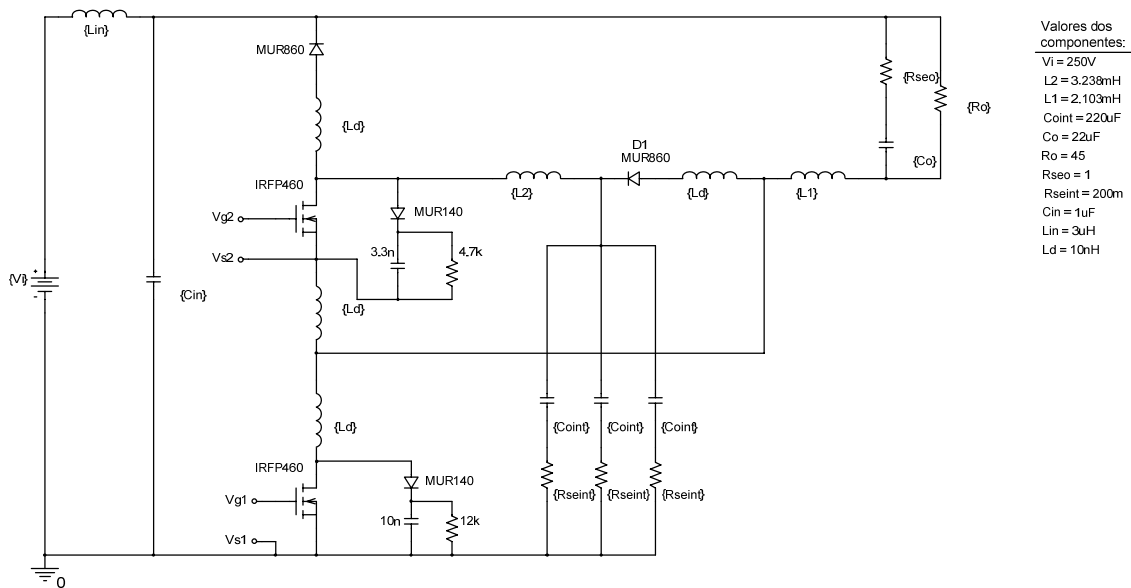 {Lin}
MUR860
{Ld}
IRFP460
Vg2
Vs2
MUR140
3.3n
4.7k
{Ld}
{L2}
D1
MUR860
{Ld}
{L1}
{Rseo}
{Co}
{Ro}
{Vi}
+
-
{Cin}
{Ld}
IRFP460
Vg1
Vs1
MUR140
10n
12k
{Coint}
{Coint}
{Coint}
{Rseint}
{Rseint}
{Rseint}
0
Valores dos
componentes:
Vi = 250V
L2 = 3.238mH
L1 = 2,103mH
Coint = 220uF
Co = 22uF
Ro = 45
Rseo = 1
Rseint = 200m
Cin = 1uF
Lin = 3uH
Ld = 10nH